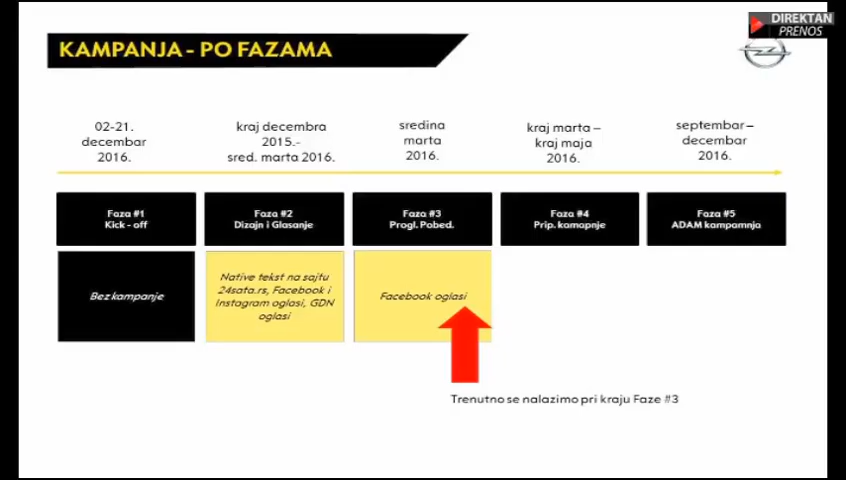 DIREKTAN
PRENOS
KAMPANJA - PO FAZAMA
02-21.
decembar
2016.
kraj decembra
2015.-
sred. marta 2016.
sredina
marta
2016.
kraj marta –
kraj maja
2016.
septembar–
decembar
2016.
Faza #1
Kick - off
Faza #2
Dizajn i Glasanje
Faza #3
Progl. Pobed.
Faza #4
Prip. kamapnje
Faza #5
ADAM kampamnja
Bez kampanje
Native tekst na sajtu
24sata.rs, Facebook i
Instagram oglasi, GDN
oglasi
Facebook oglasi
Trenutno se nalazimo pri kraju Faze #3